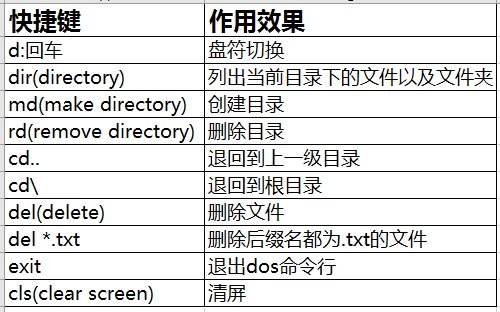 快捷键 作用效果
d:回车 盘符切换
dir(directory) 列出当前目录下的文件以及文件夹
md(make directory) 创建目录
rd(remove directory) 删除目录
cd.. 退回到上一级目录
cd\ 退回到根目录
del(delete) 删除文件
del *.txt 删除后缀名都为.txt的文件
exit 退出dos命令行
cls(clear screen) 清屏